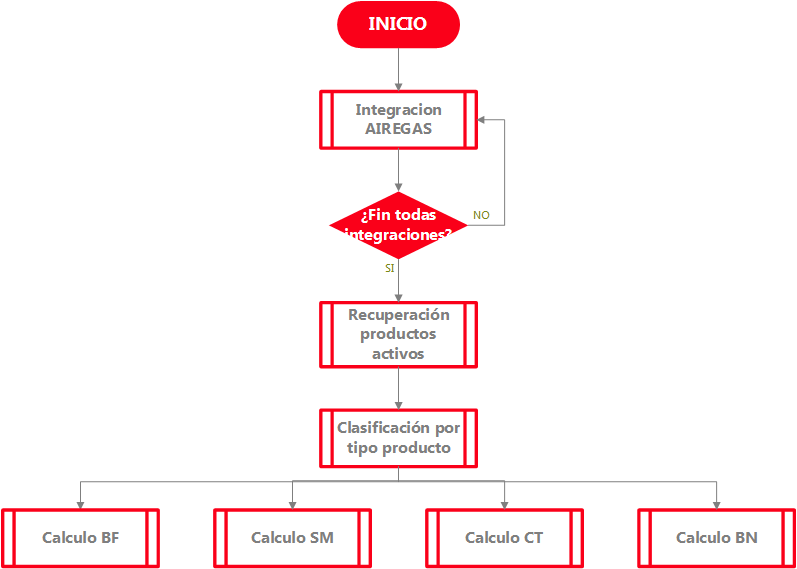 INICIO
Integracion
AIREGAS
¿Fin todas
integraciones?
NO
SI
Recuperación
productos
activos
Clasificación por
tipo producto
Calculo BF
Calculo SM
Calculo CT
Calculo BN